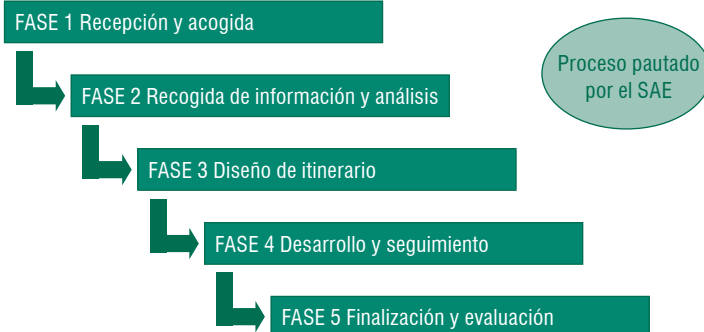 FASE 1 Recepción y acogida
Proceso pautado
por el SAE
FASE 2 Recogida de información y análisis
FASE 3 Diseño de itinerario
FASE 4 Desarrollo y seguimiento
FASE 5 Finalización y evaluación